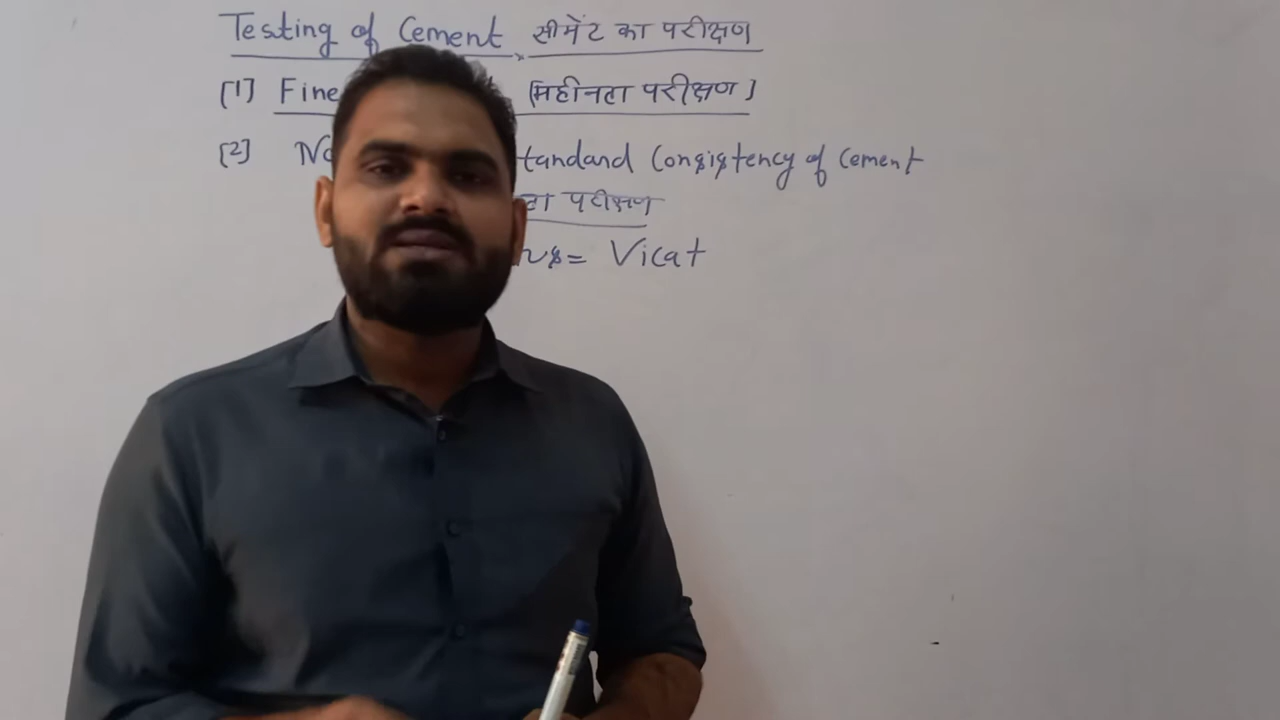 Testing of Cement सीमेंट का परीक्षण
[1] Fine (महीनता परीक्षण]
[2] tandand Consistency of Cement
परीक्षण
= Vicat